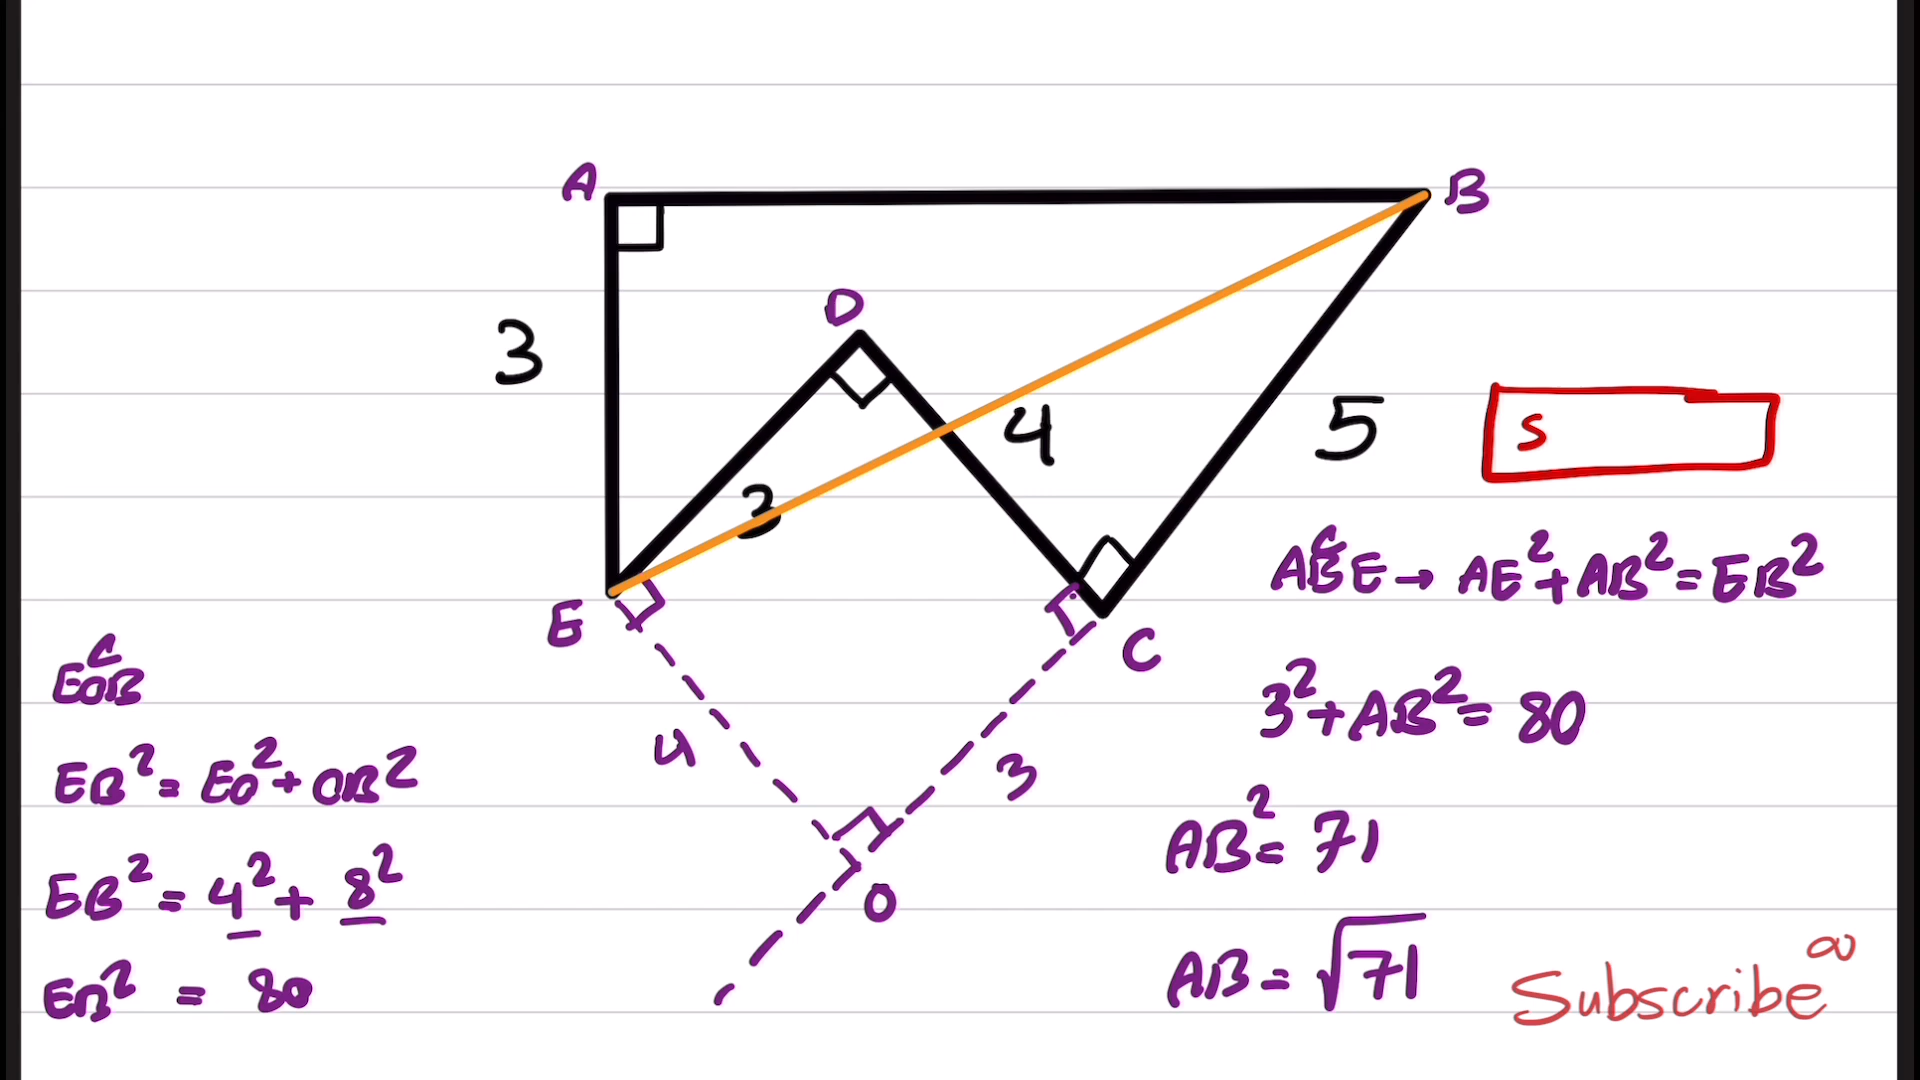 A
B
D
3
4
5
s
3
E
C
ABE → AE²+AB²=EB²
EOB
3²+AB²=80
4
3
EB²=EO²+OB²
AB²=71
EB²=4²+8²
O
EB²=80
AB=√71
Subscribe